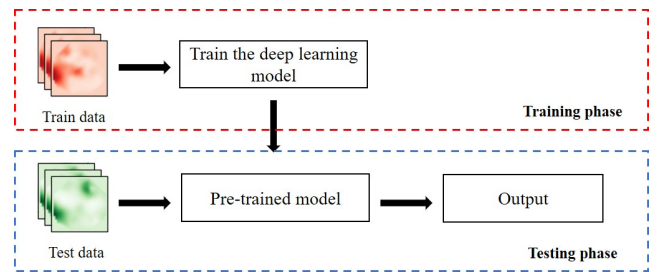 Train the deep learning
model
Train data
Training phase
Pre-trained model
Output
Test data
Testing phase